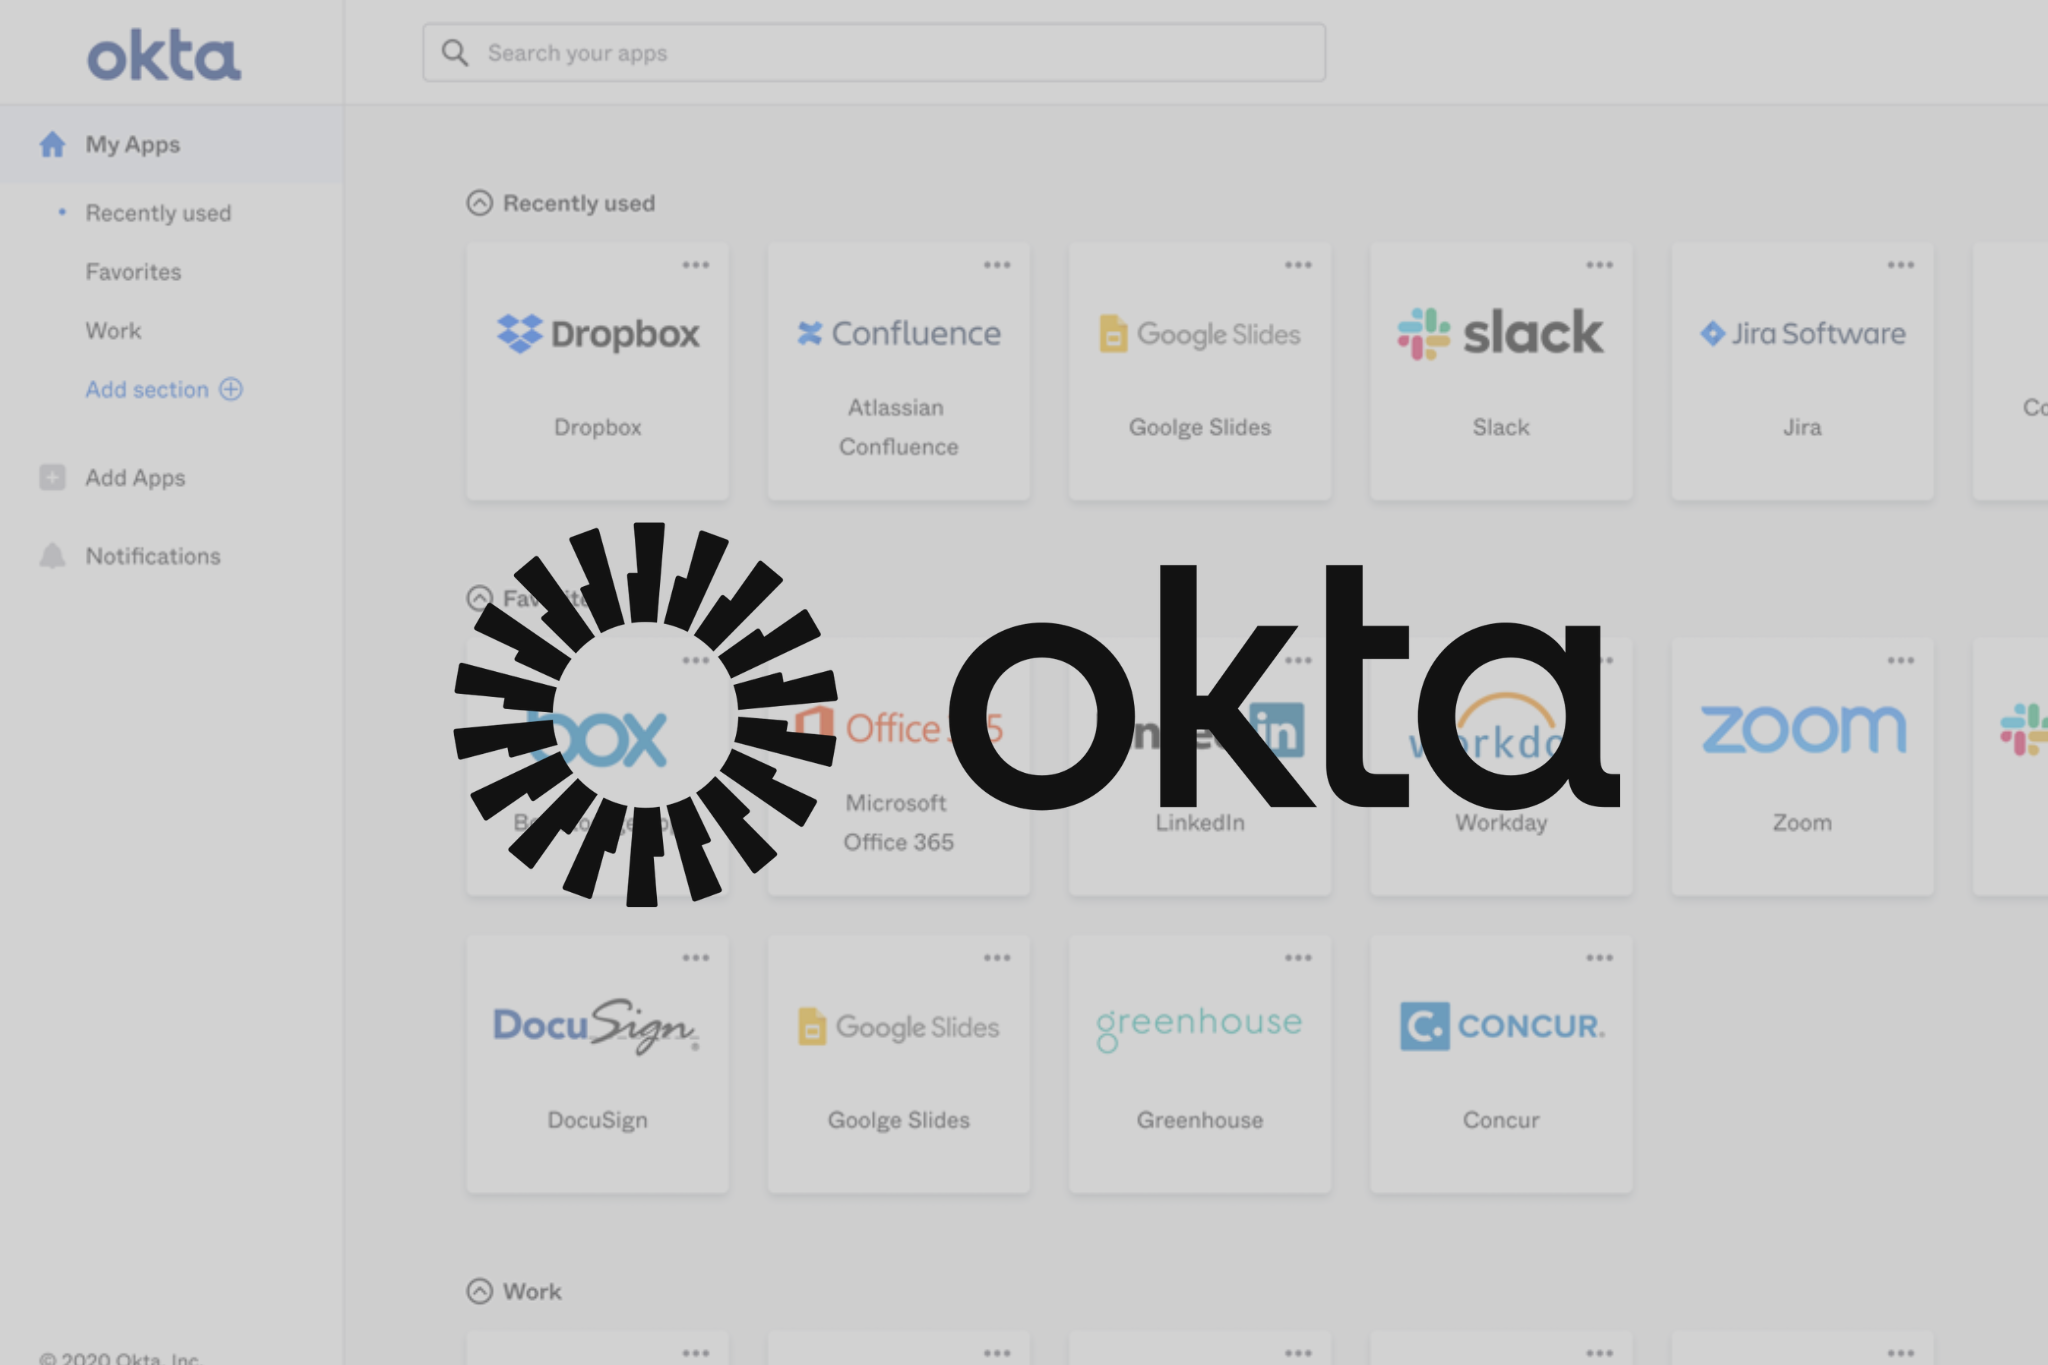 okta
Search your apps
My Apps
Recently used
Favorites
Work
Add section
Add Apps
Notifications
Recently used
Dropbox
Confluence
Google Slides
slack
Jira Software
Dropbox
Atlassian
Confluence
Goolge Slides
Slack
Jira
okta
box
Office
zoom
Microsoft
Office 365
LinkedIn
Workday
Zoom
DocuSign
Google Slides
greenhouse
CONCUR
DocuSign
Goolge Slides
Greenhouse
Concur
Work
© 2020 Okta, Inc.